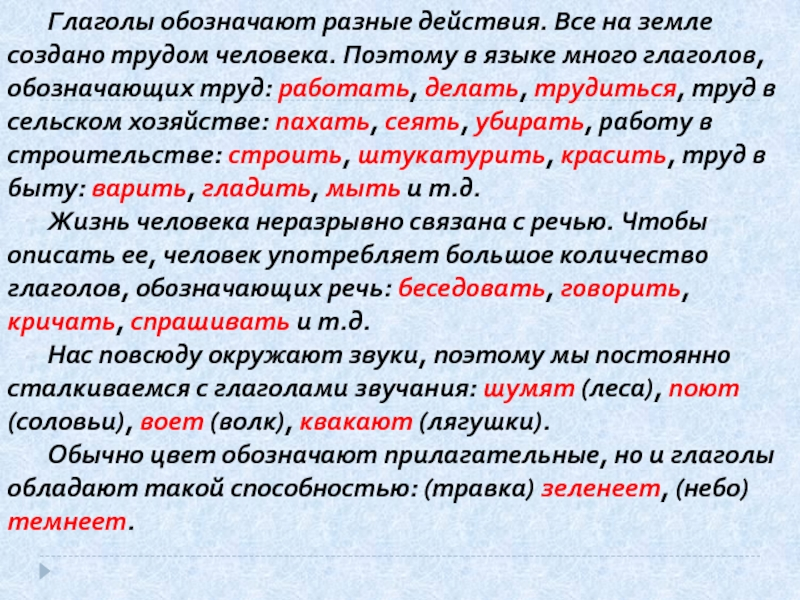 Глаголы обозначают разные действия. Все на земле
создано трудом человека. Поэтому в языке много глаголов,
обозначающих труд: работать, делать, трудиться, труд в
сельском хозяйстве: пахать, сеять, убирать, работу в
строительстве: строить, штукатурить, красить, труд в
быту: варить, гладить, мыть и т.д.
Жизнь человека неразрывно связана с речью. Чтобы
описать ее, человек употребляет большое количество
глаголов, обозначающих речь: беседовать, говорить,
кричать, спрашивать и т.д.
Нас повсюду окружают звуки, поэтому мы постоянно
сталкиваемся с глаголами звучания: шумят (леса), поют
(соловьи), воет (волк), квакают (лягушки).
Обычно цвет обозначают прилагательные, но и глаголы
обладают такой способностью: (травка) зеленеет, (небо)
темнеет.